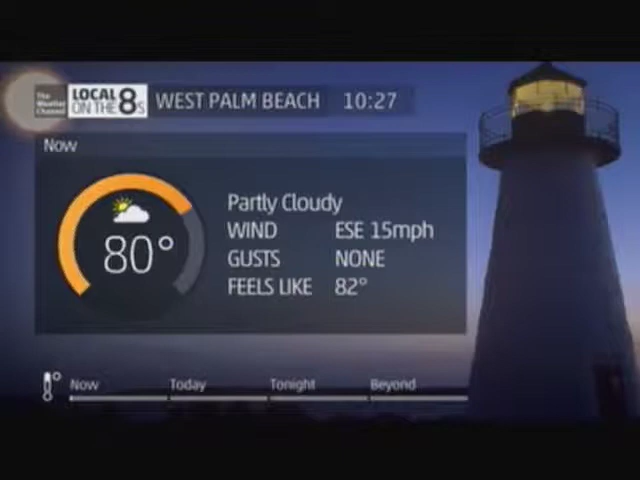 The Weather Channel
LOCAL
ON THE 8s
WEST PALM BEACH 10:27
Now
80°
Partly Cloudy
WIND ESE 15mph
GUSTS NONE
FEELS LIKE 82°
Now Today Tonight Beyond